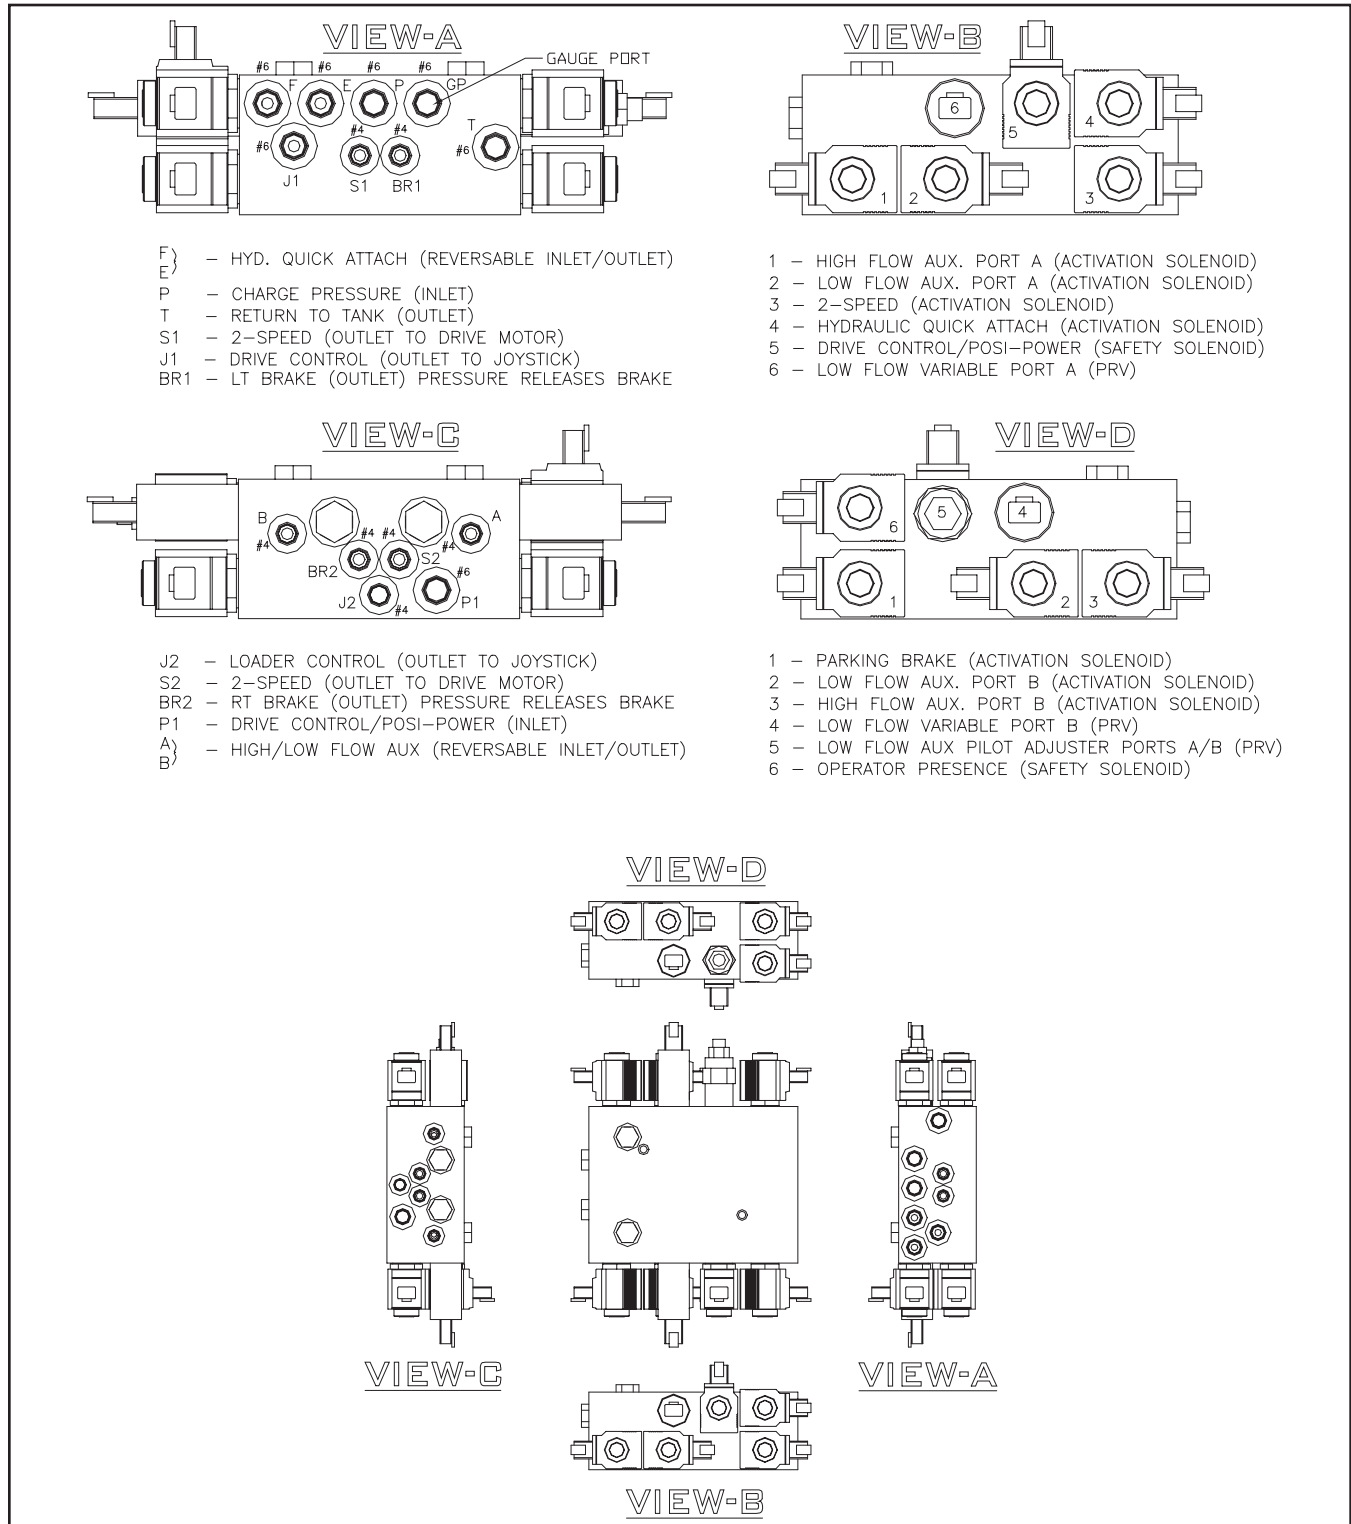 VIEW-A
GAUGE PORT
#6 #6 #6 #6
F E P GP
T
#4 #4
#6 #6
J1 S1 BR1
F} – HYD. QUICK ATTACH (REVERSABLE INLET/OUTLET)
E}
P – CHARGE PRESSURE (INLET)
T – RETURN TO TANK (OUTLET)
S1 – 2–SPEED (OUTLET TO DRIVE MOTOR)
J1 – DRIVE CONTROL (OUTLET TO JOYSTICK)
BR1 – LT BRAKE (OUTLET) PRESSURE RELEASES BRAKE
VIEW-B
6
5
4
1 2 3
1 – HIGH FLOW AUX. PORT A (ACTIVATION SOLENOID)
2 – LOW FLOW AUX. PORT A (ACTIVATION SOLENOID)
3 – 2–SPEED (ACTIVATION SOLENOID)
4 – HYDRAULIC QUICK ATTACH (ACTIVATION SOLENOID)
5 – DRIVE CONTROL/POSI–POWER (SAFETY SOLENOID)
6 – LOW FLOW VARIABLE PORT A (PRV)
VIEW-C
B A
#4 #4 #4 #4
BR2 S2
#6
J2 #4 P1
J2 – LOADER CONTROL (OUTLET TO JOYSTICK)
S2 – 2–SPEED (OUTLET TO DRIVE MOTOR)
BR2 – RT BRAKE (OUTLET) PRESSURE RELEASES BRAKE
P1 – DRIVE CONTROL/POSI–POWER (INLET)
A} – HIGH/LOW FLOW AUX (REVERSABLE INLET/OUTLET)
B}
VIEW-D
6 5 4
1 2 3
1 – PARKING BRAKE (ACTIVATION SOLENOID)
2 – LOW FLOW AUX. PORT B (ACTIVATION SOLENOID)
3 – HIGH FLOW AUX. PORT B (ACTIVATION SOLENOID)
4 – LOW FLOW VARIABLE PORT B (PRV)
5 – LOW FLOW AUX PILOT ADJUSTER PORTS A/B (PRV)
6 – OPERATOR PRESENCE (SAFETY SOLENOID)
VIEW-D
VIEW-C
VIEW-A
VIEW-B